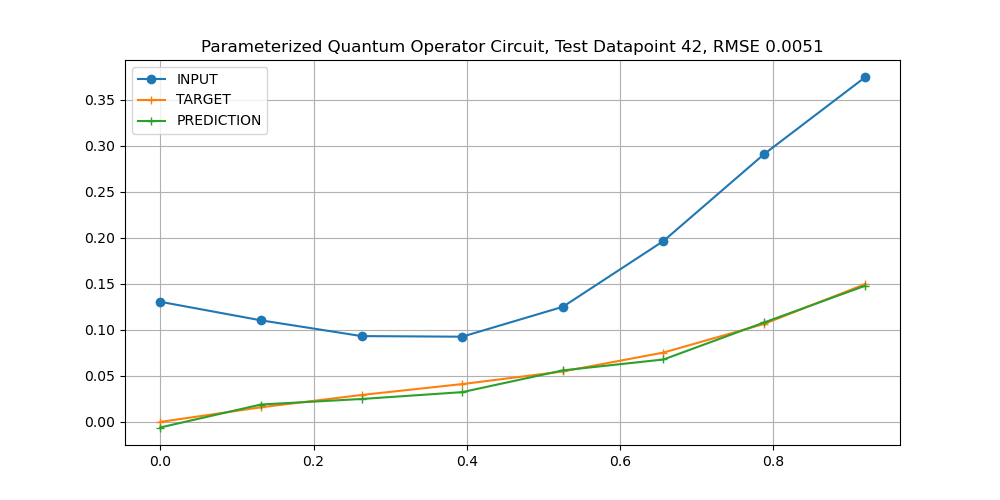 Parameterized Quantum Operator Circuit, Test Datapoint 42, RMSE 0.0051
INPUT
TARGET
PREDICTION
0.35
0.30
0.25
0.20
0.15
0.10
0.05
0.00
0.0 0.2 0.4 0.6 0.8